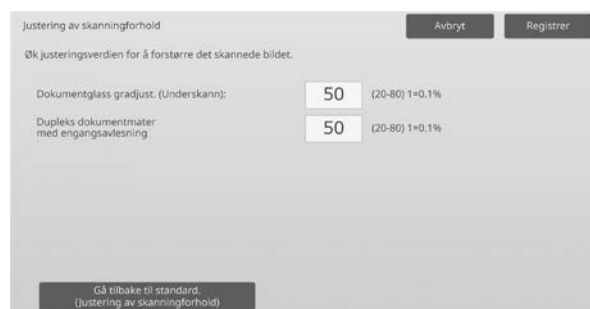 Justering av skanningforhold
Avbryt
Registrer
Øk justeringsverdien for å forstørre det skannede bildet.
Dokumentglass gradjust. (Underskann):
50
(20-80) 1=0.1%
Dupleks dokumentmater
med engangsavlesning
50
(20-80) 1=0.1%
Gå tilbake til standard.
(Justering av skanningforhold)